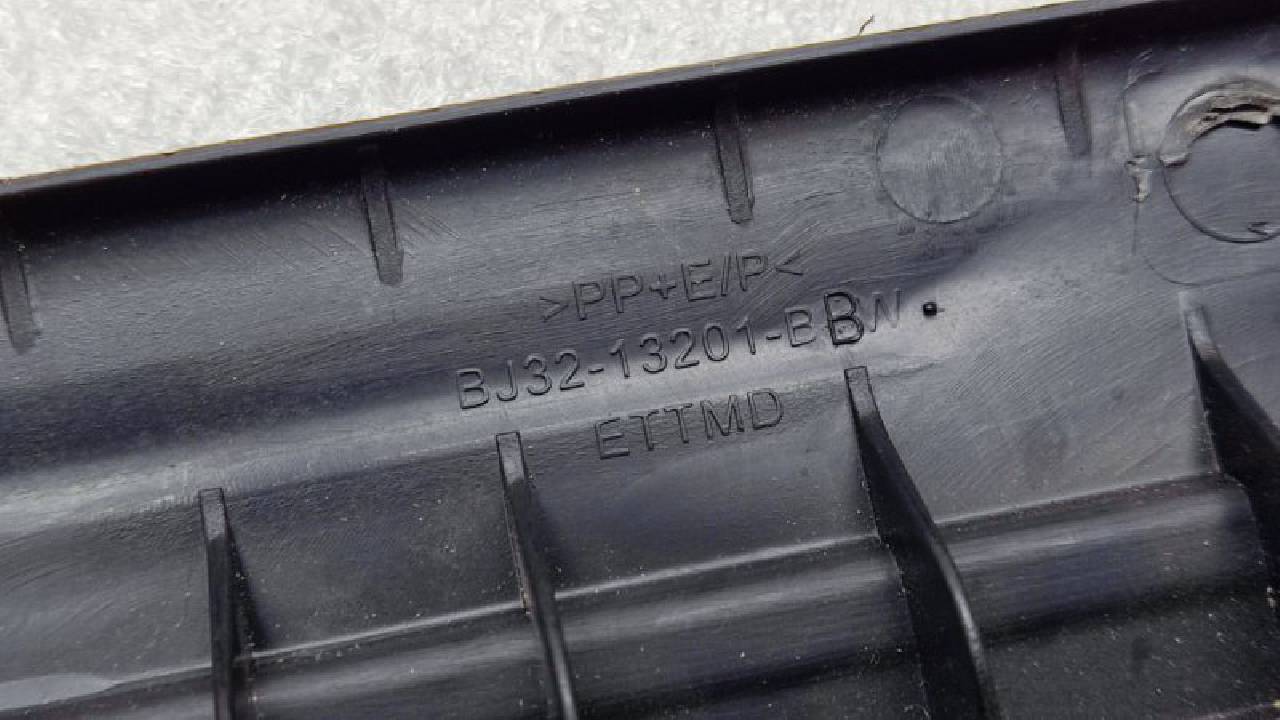 >PP+E/P<
BJ32-13201-BBW
ETTMD